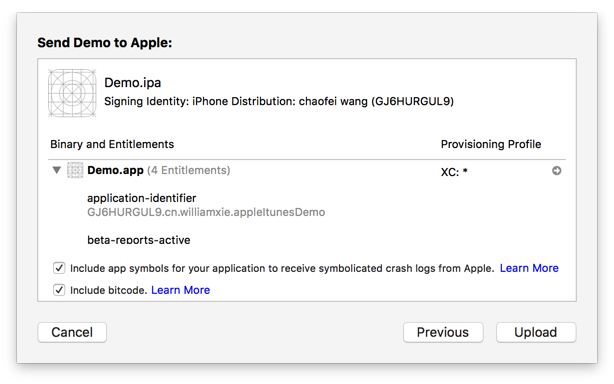 Send Demo to Apple:
Demo.ipa
Signing Identity: iPhone Distribution: chaofei wang (GJ6HURGUL9)
Binary and Entitlements Provisioning Profile
Demo.app (4 Entitlements) XC: *
application-identifier
GJ6HURGUL9.cn.williamxie.appleItunesDemo
beta-reports-active
Include app symbols for your application to receive symbolicated crash logs from Apple. Learn More
Include bitcode. Learn More
Cancel Previous Upload